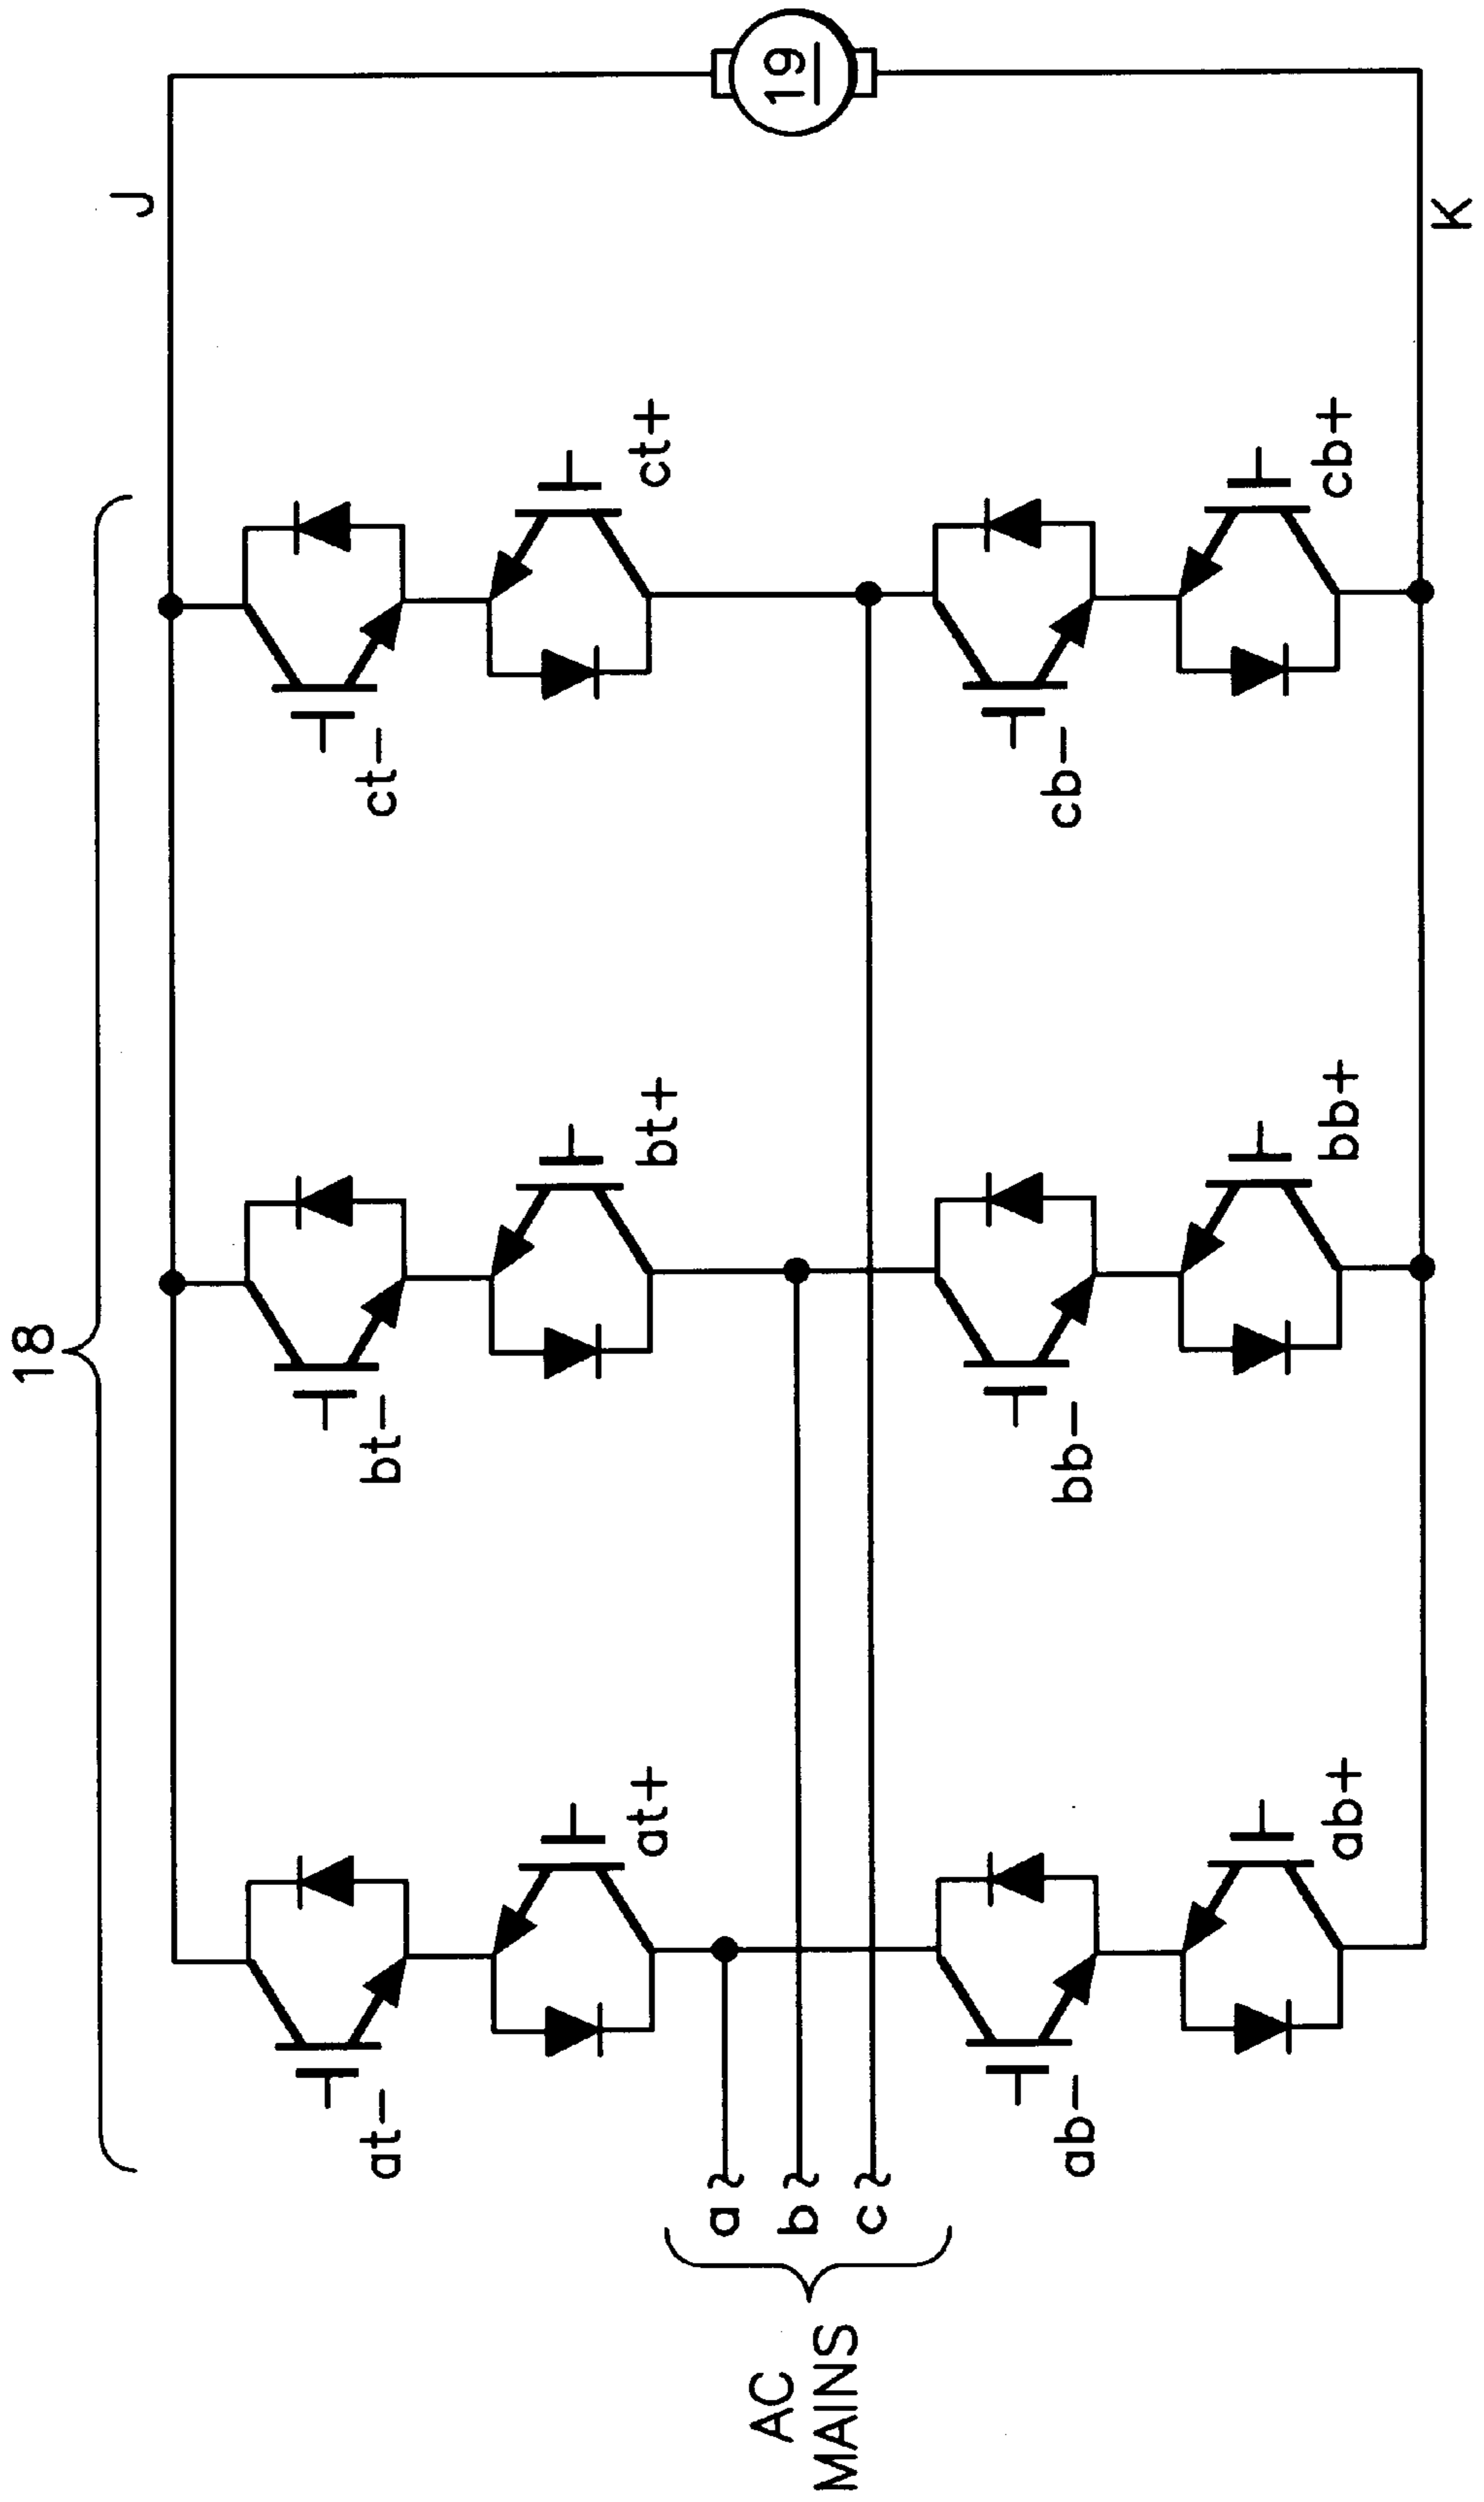 18
J
ct-
ct+
bt-
bt+
at-
at+
19
AC
MAINS
a
b
c
ab-
ab+
bb-
bb+
cb-
cb+
K